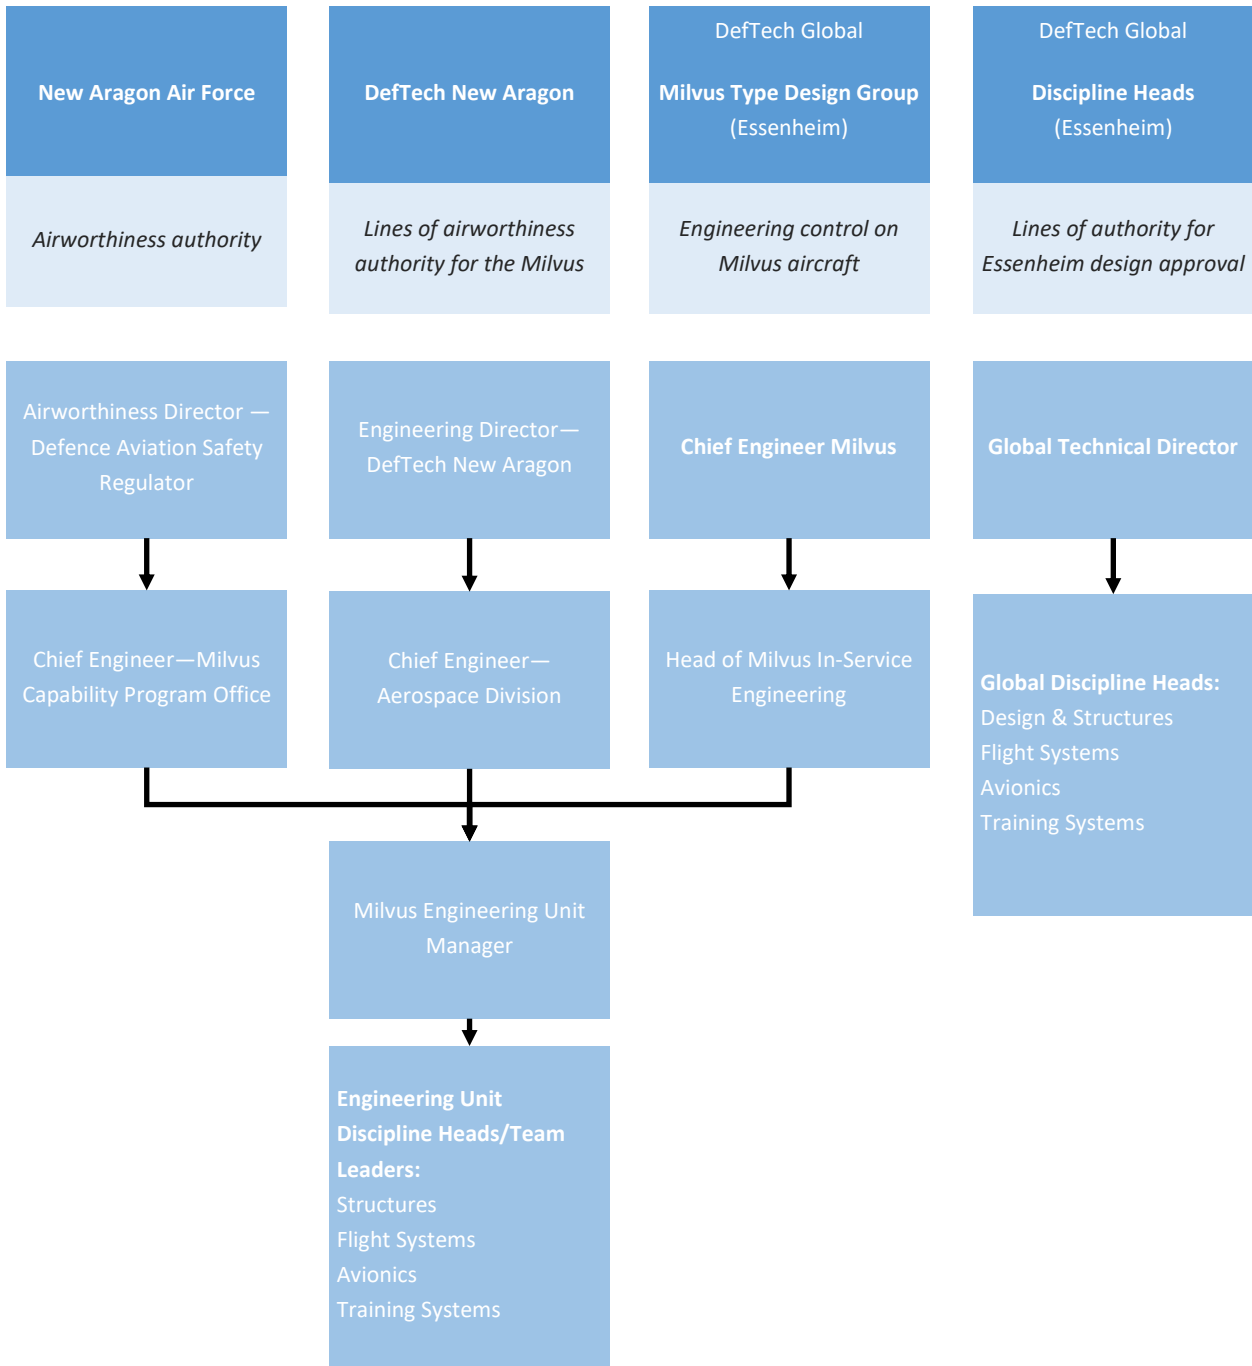 New Aragon Air Force
Airworthiness authority
DefTech New Aragon
Lines of airworthiness
authority for the Milvus
DefTech Global
Milvus Type Design Group
(Essenheim)
Engineering control on
Milvus aircraft
DefTech Global
Discipline Heads
(Essenheim)
Lines of authority for
Essenheim design approval
Airworthiness Director —
Defence Aviation Safety
Regulator
Engineering Director—
DefTech New Aragon
Chief Engineer Milvus
Global Technical Director
Chief Engineer—Milvus
Capability Program Office
Chief Engineer—
Aerospace Division
Head of Milvus In-Service
Engineering
Global Discipline Heads:
Design & Structures
Flight Systems
Avionics
Training Systems
Milvus Engineering Unit
Manager
Engineering Unit
Discipline Heads/Team
Leaders:
Structures
Flight Systems
Avionics
Training Systems